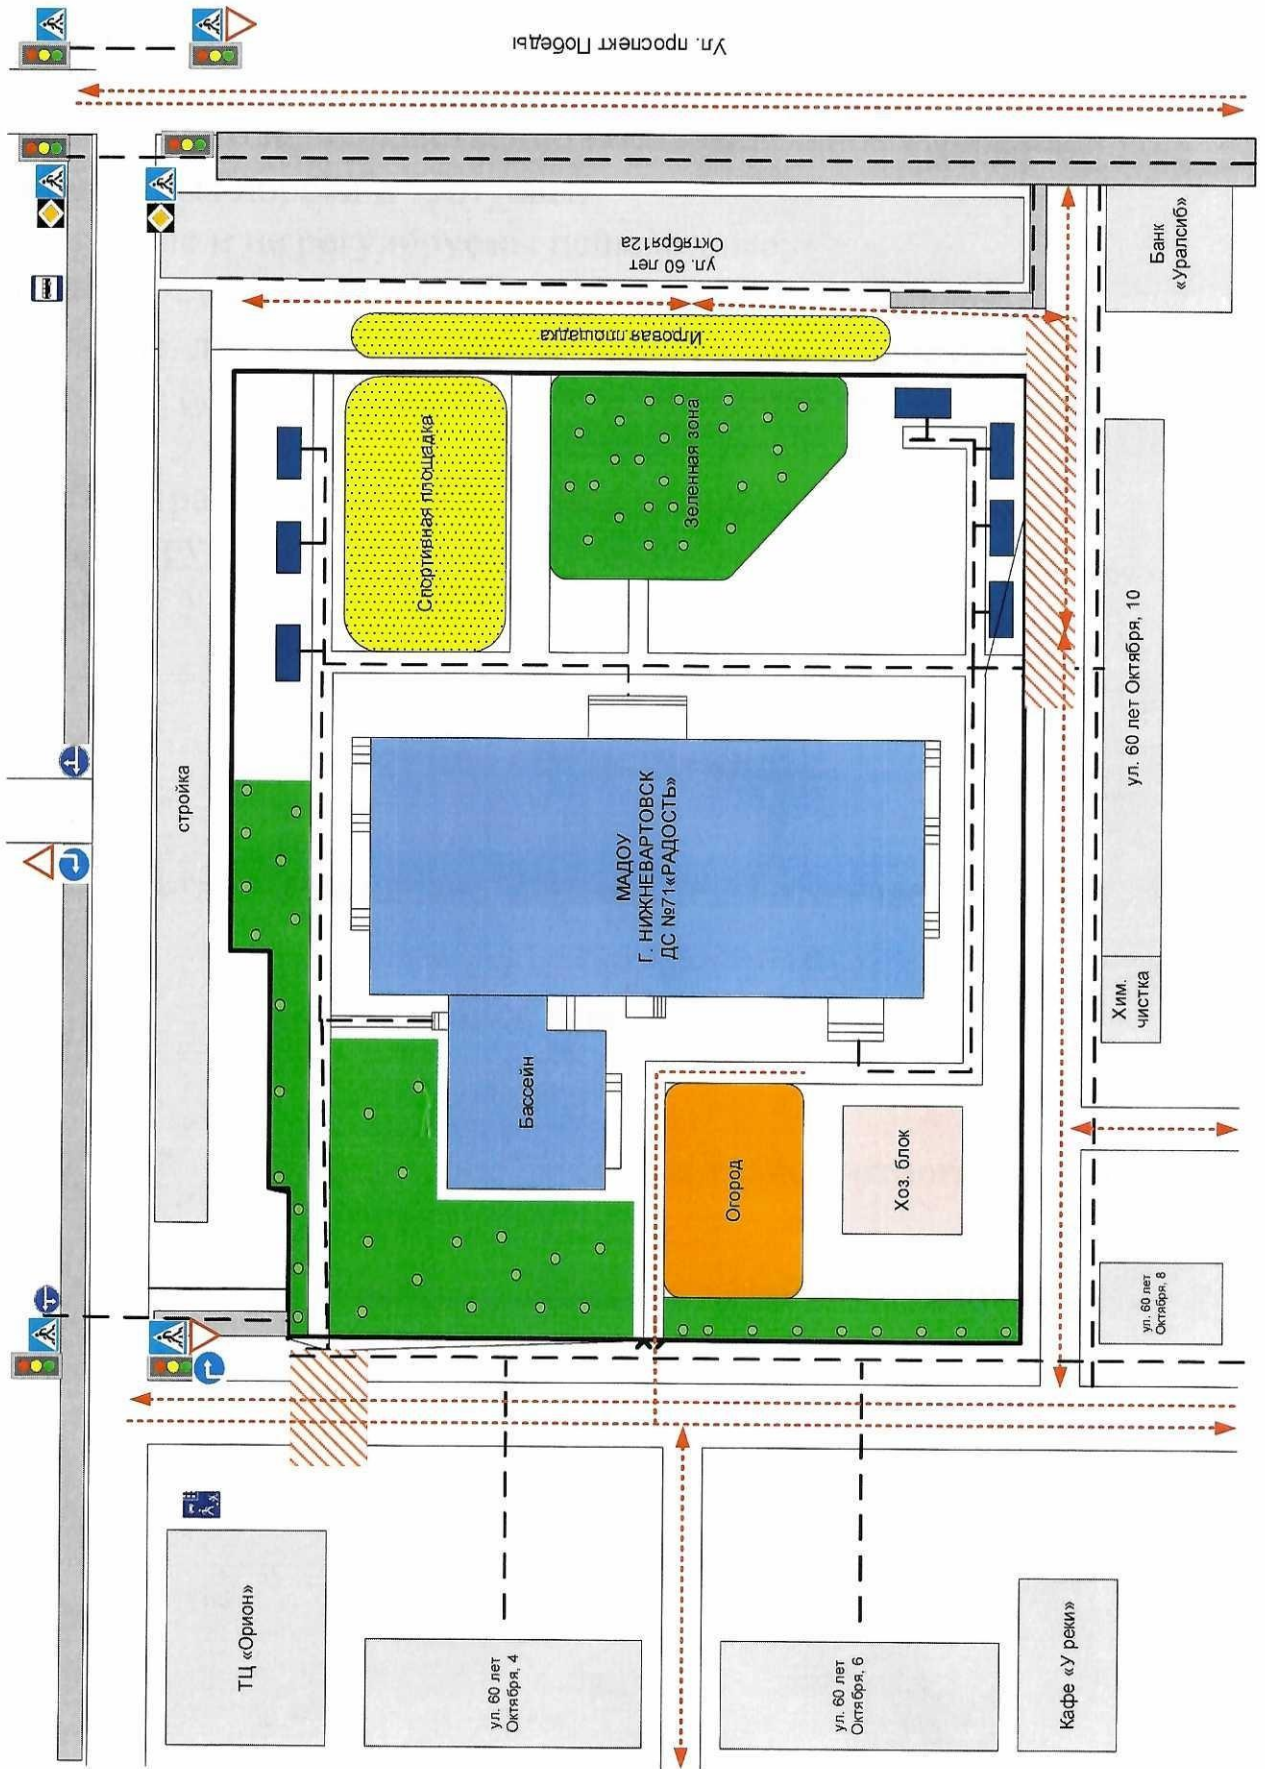 Ул. проспект Победы
ул. 60 лет
Октября12а
Игровая площадка
Банк
«Уралсиб»
стройка
Спортивная площадка
Зеленная зона
ул. 60 лет Октября, 10
МАДОУ
Г. НИЖНЕВАРТОВСК
ДС №71«РАДОСТЬ»
Хим.
чистка
Бассейн
Огород
Хоз. блок
ул. 60 лет
Октября, 8
ТЦ «Орион»
ул. 60 лет
Октября, 4
ул. 60 лет
Октября, 6
Кафе «У реки»